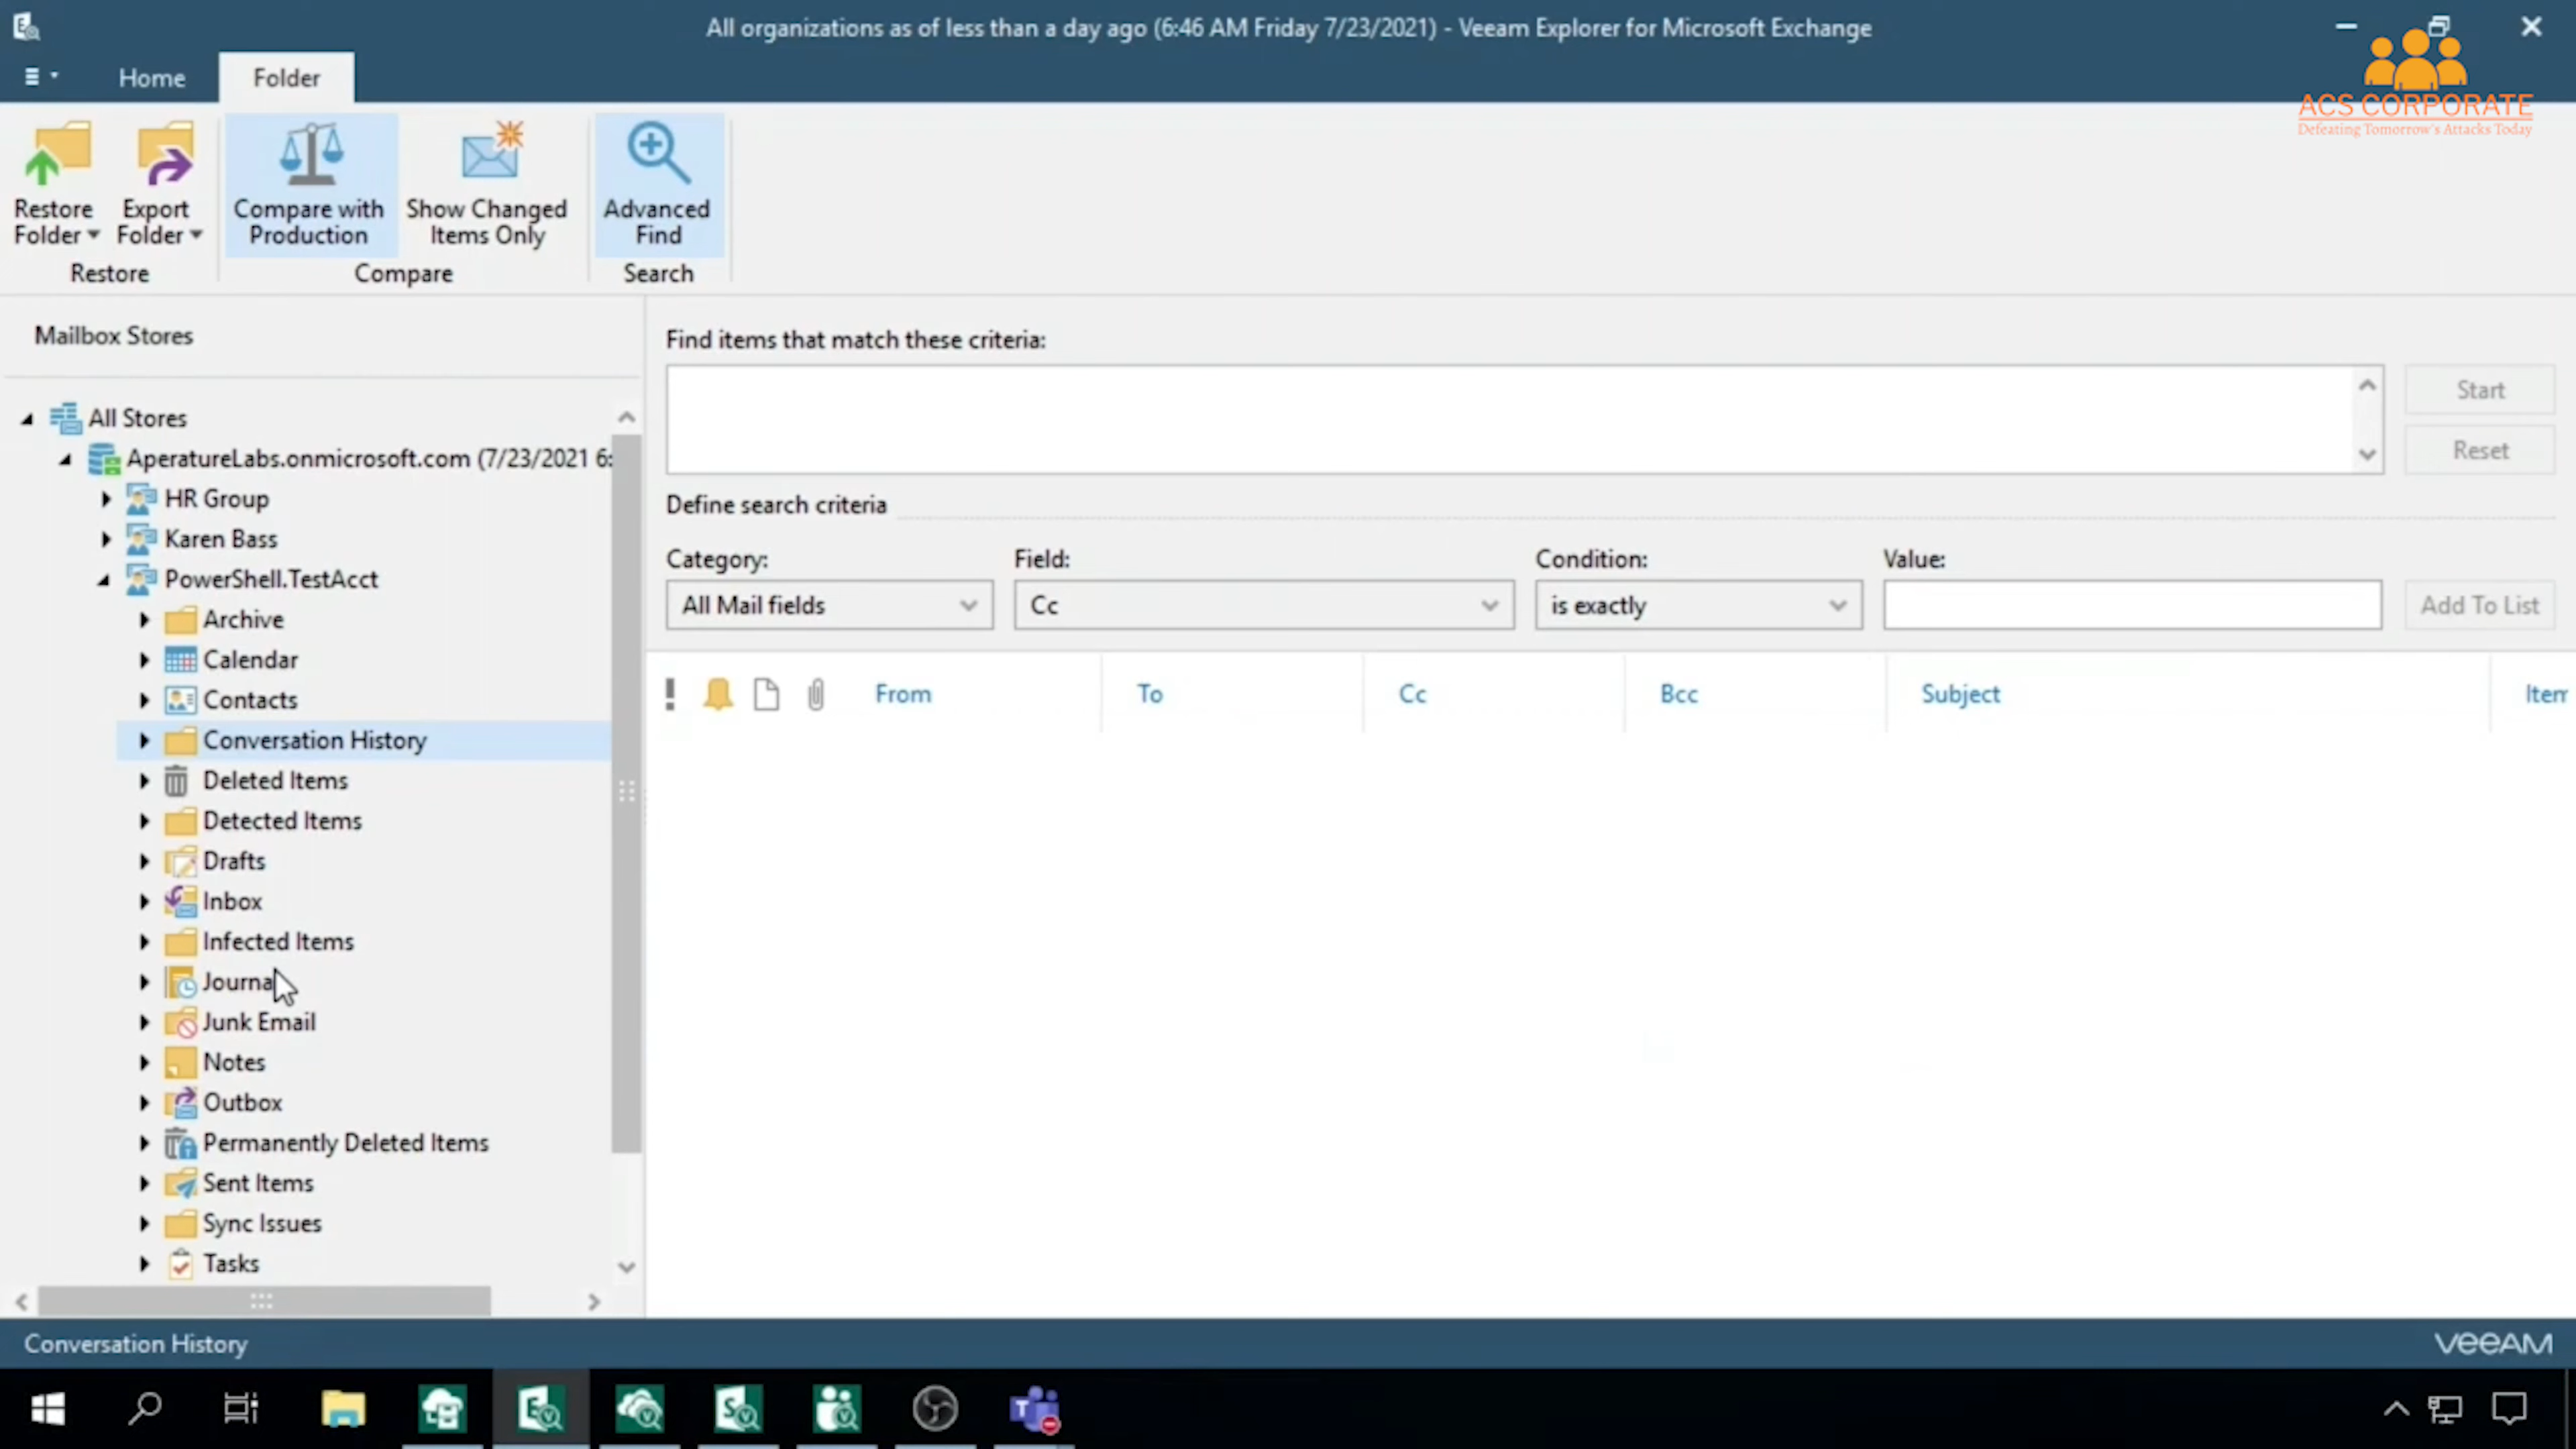 All organizations as of less than a day ago (6:46 AM Friday 7/23/2021) - Veeam Explorer for Microsoft Exchange
Home
Folder
ACS CORPORATE
Defeating Tomorrow's Attacks Today
Restore Folder
Export Folder
Compare with Production
Show Changed Items Only
Advanced Find
Restore
Compare
Search
Mailbox Stores
All Stores
AperatureLabs.onmicrosoft.com (7/23/2021 6:
HR Group
Karen Bass
PowerShell.TestAcct
Archive
Calendar
Contacts
Conversation History
Deleted Items
Detected Items
Drafts
Inbox
Infected Items
Journa
Junk Email
Notes
Outbox
Permanently Deleted Items
Sent Items
Sync Issues
Tasks
Find items that match these criteria:
Start
Reset
Define search criteria
Category:
Field:
Condition:
Value:
All Mail fields
Cc
is exactly
Add To List
From
To
Cc
Bcc
Subject
Item
Conversation History
veeam